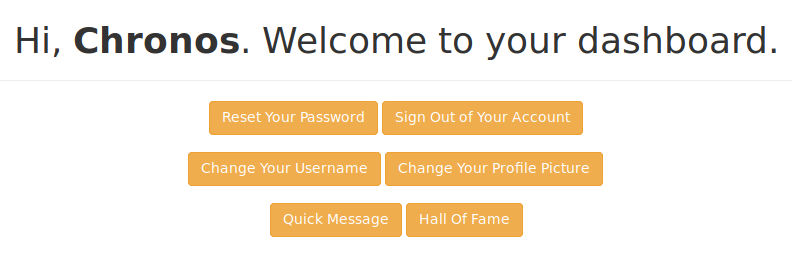 Hi, Chronos. Welcome to your dashboard.
Reset Your Password Sign Out of Your Account
Change Your Username Change Your Profile Picture
Quick Message Hall Of Fame